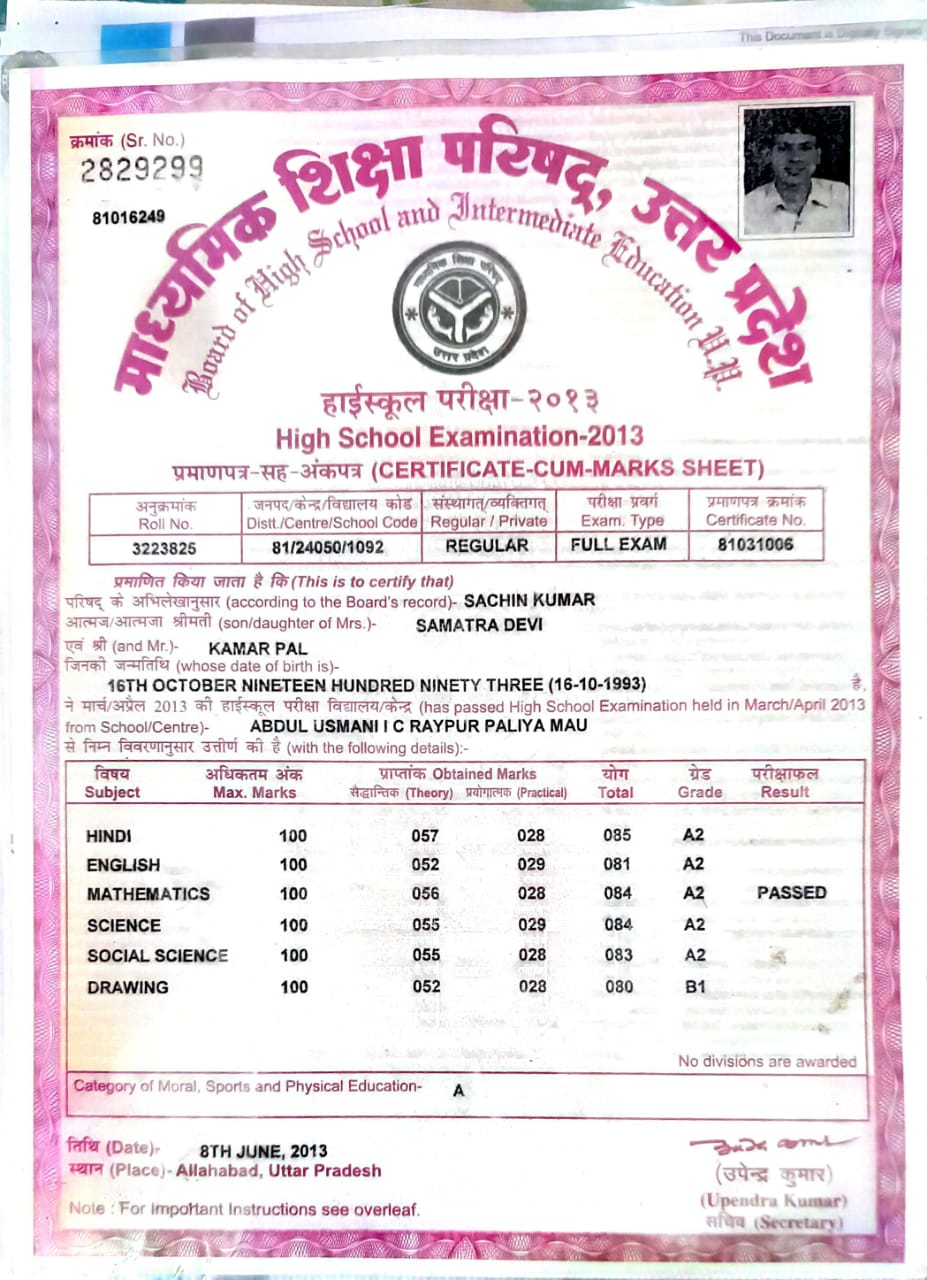 This Document is Digitally Signed
क्रमांक (Sr. No.)
2829299
81016249
माध्यमिक शिक्षा परिषद्, उत्तर प्रदेश
Board of High School and Intermediate Education U.P.
माध्यमिक शिक्षा परिषद्
उत्तर प्रदेश
हाईस्कूल परीक्षा-२०१३
High School Examination-2013
प्रमाणपत्र-सह-अंकपत्र (CERTIFICATE-CUM-MARKS SHEET)
अनुक्रमांक जनपद/केन्द्र/विद्यालय कोड संस्थागत/व्यक्तिगत परीक्षा प्रवर्ग प्रमाणपत्र क्रमांक
Roll No. Distt./Centre/School Code Regular / Private Exam. Type Certificate No.
3223825 81/24050/1092 REGULAR FULL EXAM 81031006
प्रमाणित किया जाता है कि (This is to certify that)
परिषद् के अभिलेखानुसार (according to the Board's record)- SACHIN KUMAR
आत्मज/आत्मजा श्रीमती (son/daughter of Mrs.)- SAMATRA DEVI
एवं श्री (and Mr.)- KAMAR PAL
जिनकी जन्मतिथि (whose date of birth is)-
16TH OCTOBER NINETEEN HUNDRED NINETY THREE (16-10-1993) है,
ने मार्च/अप्रैल 2013 की हाईस्कूल परीक्षा विद्यालय/केन्द्र (has passed High School Examination held in March/April 2013
from School/Centre)- ABDUL USMANI I C RAYPUR PALIYA MAU
से निम्न विवरणानुसार उत्तीर्ण की है (with the following details):-
विषय अधिकतम अंक प्राप्तांक Obtained Marks योग ग्रेड परीक्षाफल
Subject Max. Marks सैद्धान्तिक (Theory) प्रयोगात्मक (Practical) Total Grade Result
HINDI 100 057 028 085 A2
ENGLISH 100 052 029 081 A2
MATHEMATICS 100 056 028 084 A2 PASSED
SCIENCE 100 055 029 084 A2
SOCIAL SCIENCE 100 055 028 083 A2
DRAWING 100 052 028 080 B1
No divisions are awarded
Category of Moral, Sports and Physical Education- A
तिथि (Date)- 8TH JUNE, 2013
स्थान (Place)- Allahabad, Uttar Pradesh
(उपेन्द्र कुमार)
(Upendra Kumar)
सचिव (Secretary)
Note : For Important Instructions see overleaf.